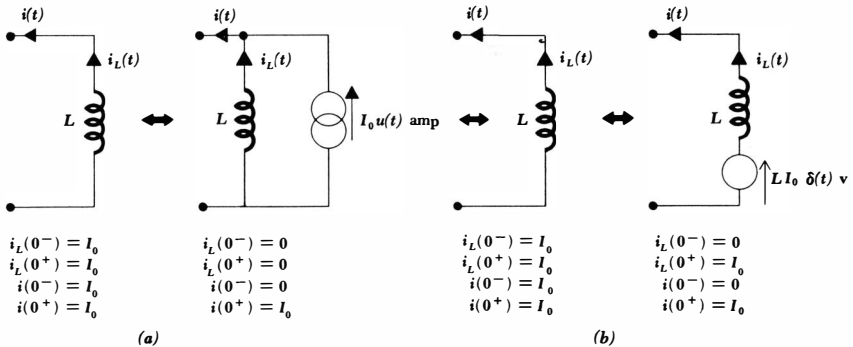 i(t) i(t) i(t) i(t)
i_L(t) i_L(t) i_L(t) i_L(t)
L L I₀ u(t) amp L L
L I₀ δ(t) v
i_L(0⁻) = I₀ i_L(0⁻) = 0 i_L(0⁻) = I₀ i_L(0⁻) = 0
i_L(0⁺) = I₀ i_L(0⁺) = 0 i_L(0⁺) = I₀ i_L(0⁺) = I₀
i(0⁻) = I₀ i(0⁻) = 0 i(0⁻) = I₀ i(0⁻) = 0
i(0⁺) = I₀ i(0⁺) = I₀ i(0⁺) = I₀ i(0⁺) = I₀
(a) (b)